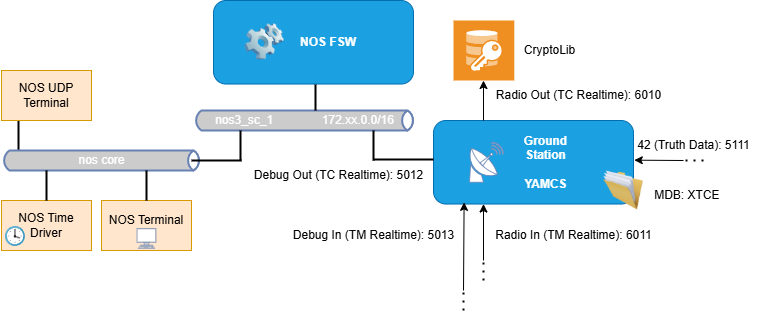 NOS FSW
CryptoLib
NOS UDP
Terminal
Radio Out (TC Realtime): 6010
nos3_sc_1
172.xx.0.0/16
Ground
Station
YAMCS
42 (Truth Data): 5111
nos core
Debug Out (TC Realtime): 5012
MDB: XTCE
NOS Time
Driver
NOS Terminal
Debug In (TM Realtime): 5013
Radio In (TM Realtime): 6011